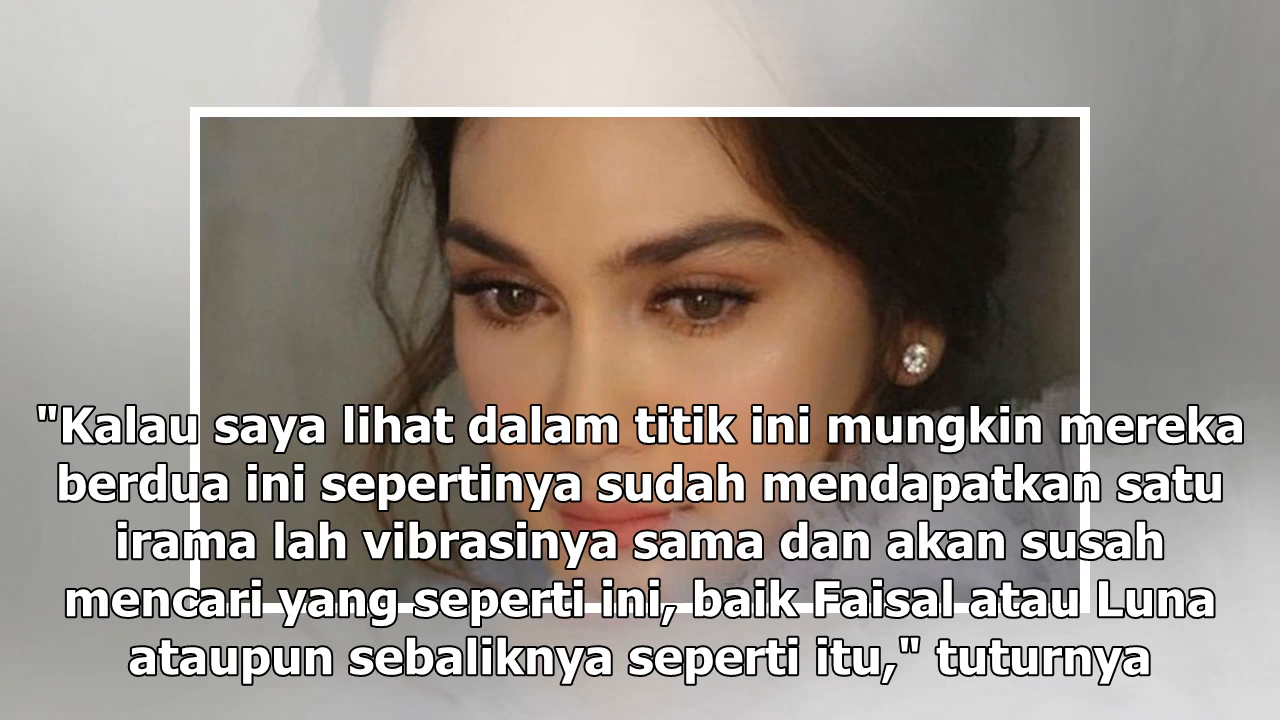 "Kalau saya lihat dalam titik ini mungkin mereka
berdua ini sepertinya sudah mendapatkan satu
irama lah vibrasinya sama dan akan susah
mencari yang seperti ini, baik Faisal atau Luna
ataupun sebaliknya seperti itu," tuturnya